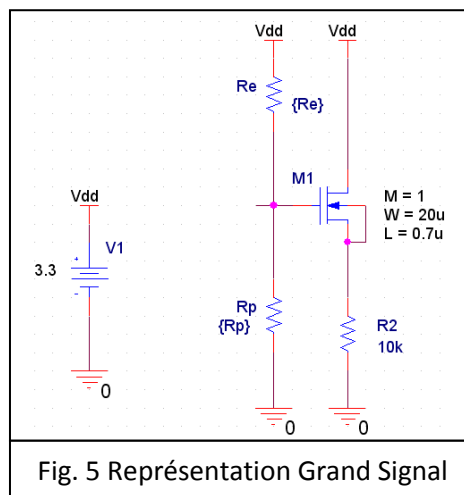 Vdd
Vdd
Re
{Re}
M1
M = 1
W = 20u
L = 0.7u
Vdd
+
V1
3.3
-
Rp
{Rp}
R2
10k
0
0
0
Fig. 5 Représentation Grand Signal